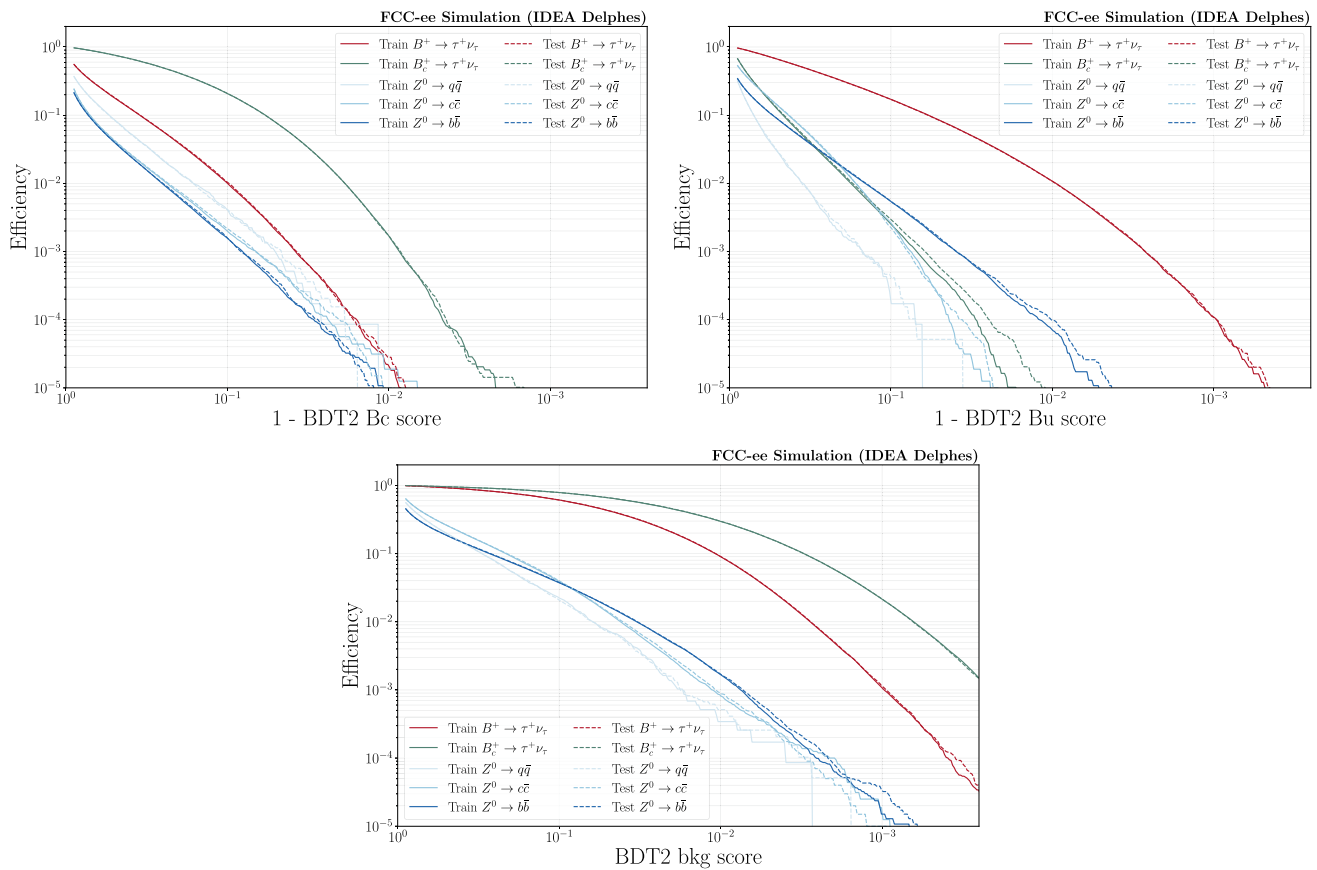 FCC-ee Simulation (IDEA Delphes)
Efficiency
10⁰
10⁻¹
10⁻²
10⁻³
10⁻⁴
10⁻⁵
Train B⁺ → τ⁺ν_τ Test B⁺ → τ⁺ν_τ
Train B_c⁺ → τ⁺ν_τ Test B_c⁺ → τ⁺ν_τ
Train Z⁰ → qq̄ Test Z⁰ → qq̄
Train Z⁰ → cc̄ Test Z⁰ → cc̄
Train Z⁰ → bb̄ Test Z⁰ → bb̄
10⁰ 10⁻¹ 10⁻² 10⁻³
1 - BDT2 Bc score
FCC-ee Simulation (IDEA Delphes)
Efficiency
10⁰
10⁻¹
10⁻²
10⁻³
10⁻⁴
10⁻⁵
Train B⁺ → τ⁺ν_τ Test B⁺ → τ⁺ν_τ
Train B_c⁺ → τ⁺ν_τ Test B_c⁺ → τ⁺ν_τ
Train Z⁰ → qq̄ Test Z⁰ → qq̄
Train Z⁰ → cc̄ Test Z⁰ → cc̄
Train Z⁰ → bb̄ Test Z⁰ → bb̄
10⁰ 10⁻¹ 10⁻² 10⁻³
1 - BDT2 Bu score
FCC-ee Simulation (IDEA Delphes)
Efficiency
10⁰
10⁻¹
10⁻²
10⁻³
10⁻⁴
10⁻⁵
Train B⁺ → τ⁺ν_τ Test B⁺ → τ⁺ν_τ
Train B_c⁺ → τ⁺ν_τ Test B_c⁺ → τ⁺ν_τ
Train Z⁰ → qq̄ Test Z⁰ → qq̄
Train Z⁰ → cc̄ Test Z⁰ → cc̄
Train Z⁰ → bb̄ Test Z⁰ → bb̄
10⁰ 10⁻¹ 10⁻² 10⁻³
BDT2 bkg score